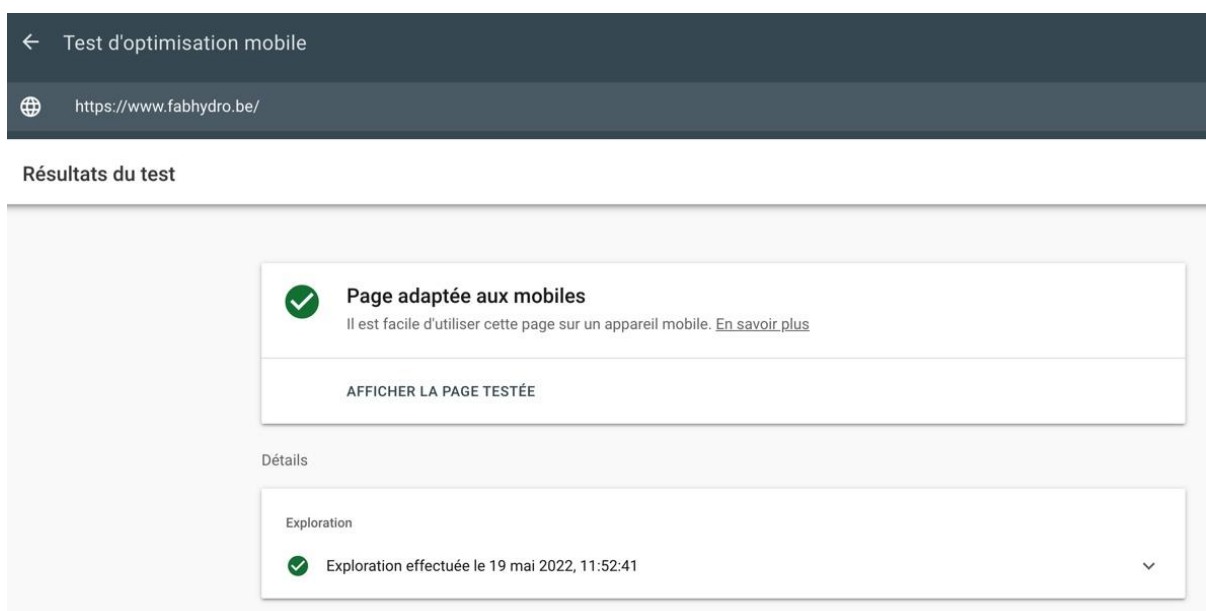 Test d'optimisation mobile
https://www.fabhydro.be/
Résultats du test
Page adaptée aux mobiles
Il est facile d'utiliser cette page sur un appareil mobile. En savoir plus
AFFICHER LA PAGE TESTÉE
Détails
Exploration
Exploration effectuée le 19 mai 2022, 11:52:41